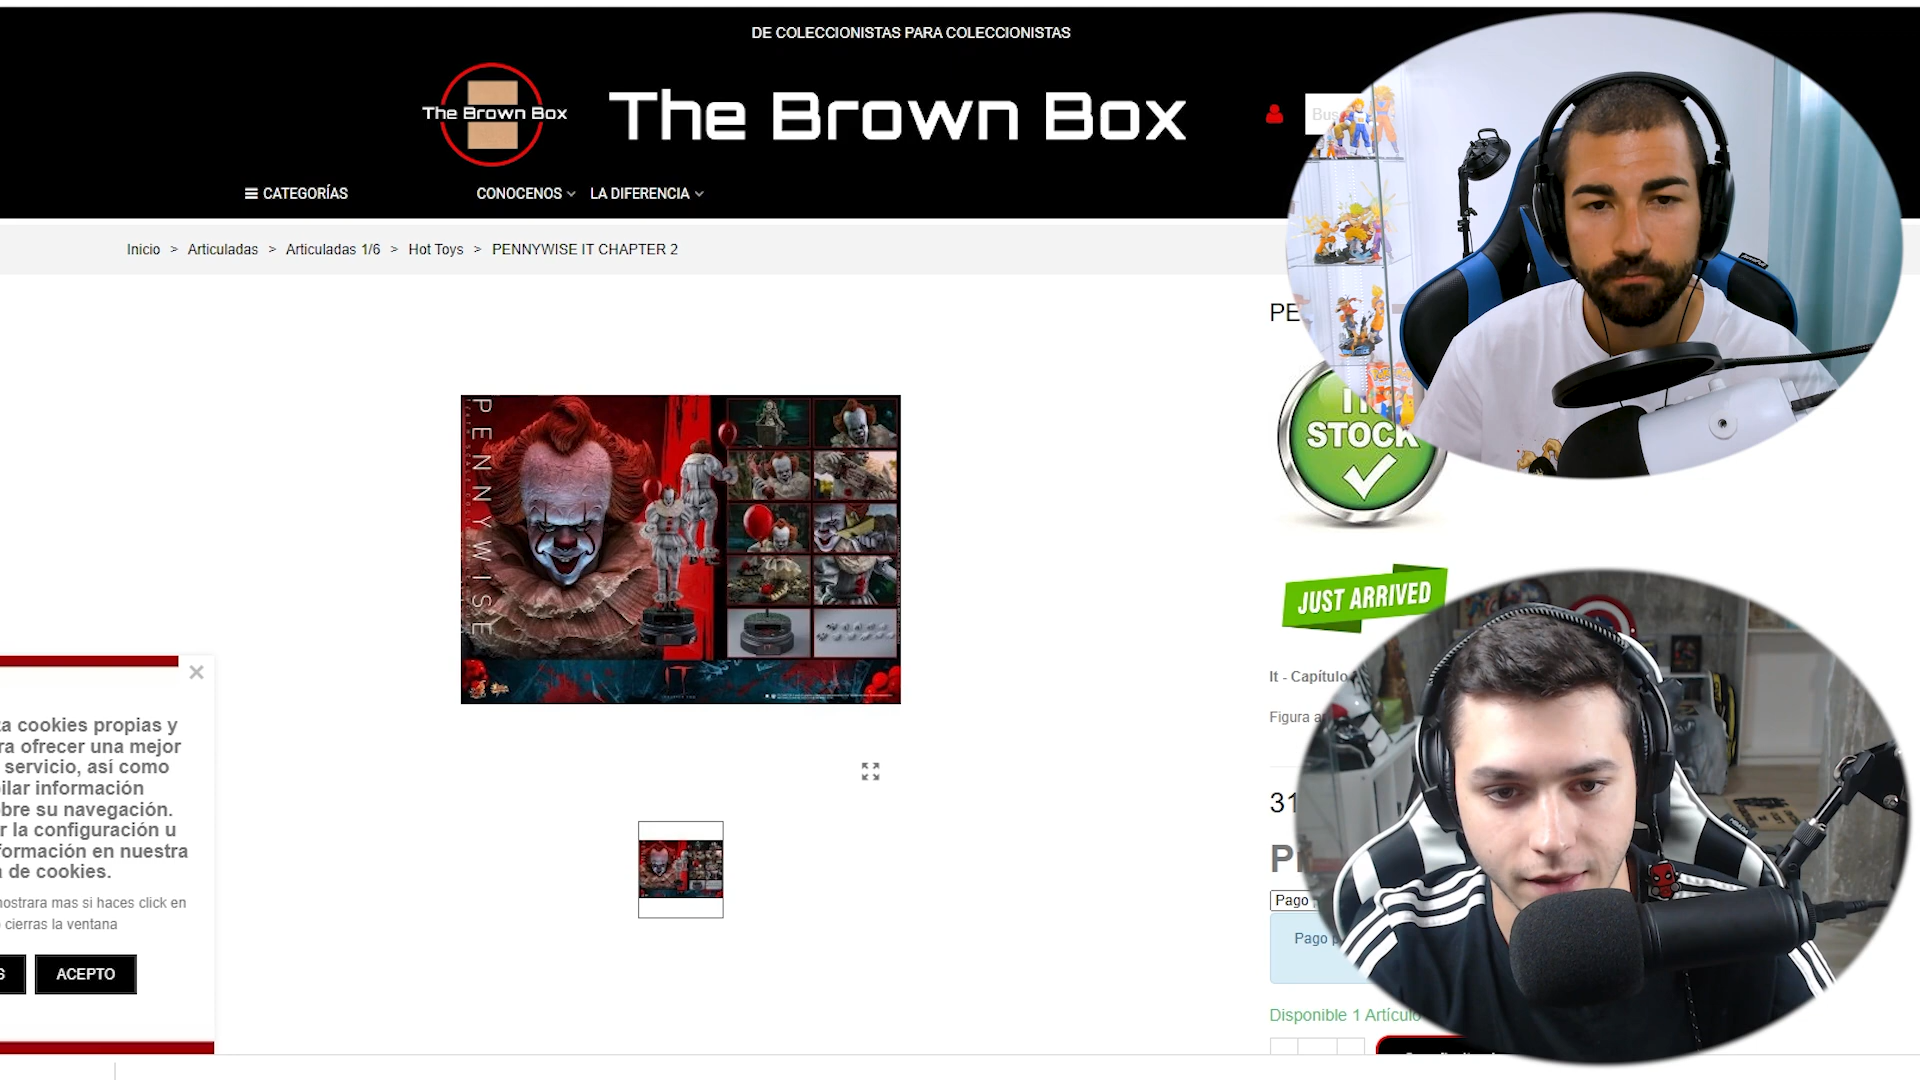 DE COLECCIONISTAS PARA COLECCIONISTAS
The Brown Box
The Brown Box
CATEGORÍAS
CONOCENOS
LA DIFERENCIA
Inicio > Articuladas > Articuladas 1/6 > Hot Toys > PENNYWISE IT CHAPTER 2
PE
STOCK
JUST ARRIVED
PENNYWISE
It - Capítulo
Figura a
31
Pago
Pago p
Disponible 1 Artículo
a cookies propias y
ra ofrecer una mejor
servicio, así como
ilar información
bre su navegación.
r la configuración u
formación en nuestra
de cookies.
mostrara mas si haces click en
cierras la ventana
S
ACEPTO